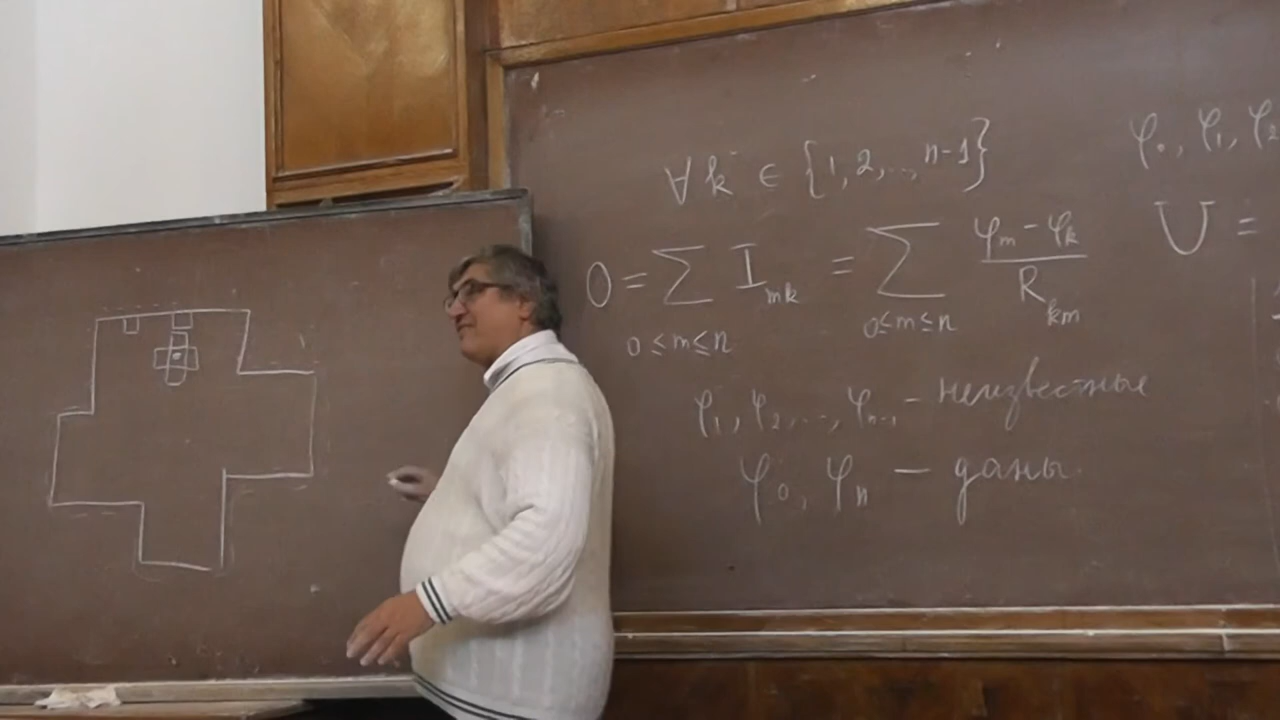 ∀ k ∈ {1, 2, ..., n-1}
φ₀, φ₁, φ₂
0 = Σ I_mk = Σ (φ_m - φ_k) / R_km
0 ≤ m ≤ n 0 ≤ m ≤ n
U =
φ₁, φ₂, ..., φ_n-1 - неизвестные
φ₀, φ_n — даны